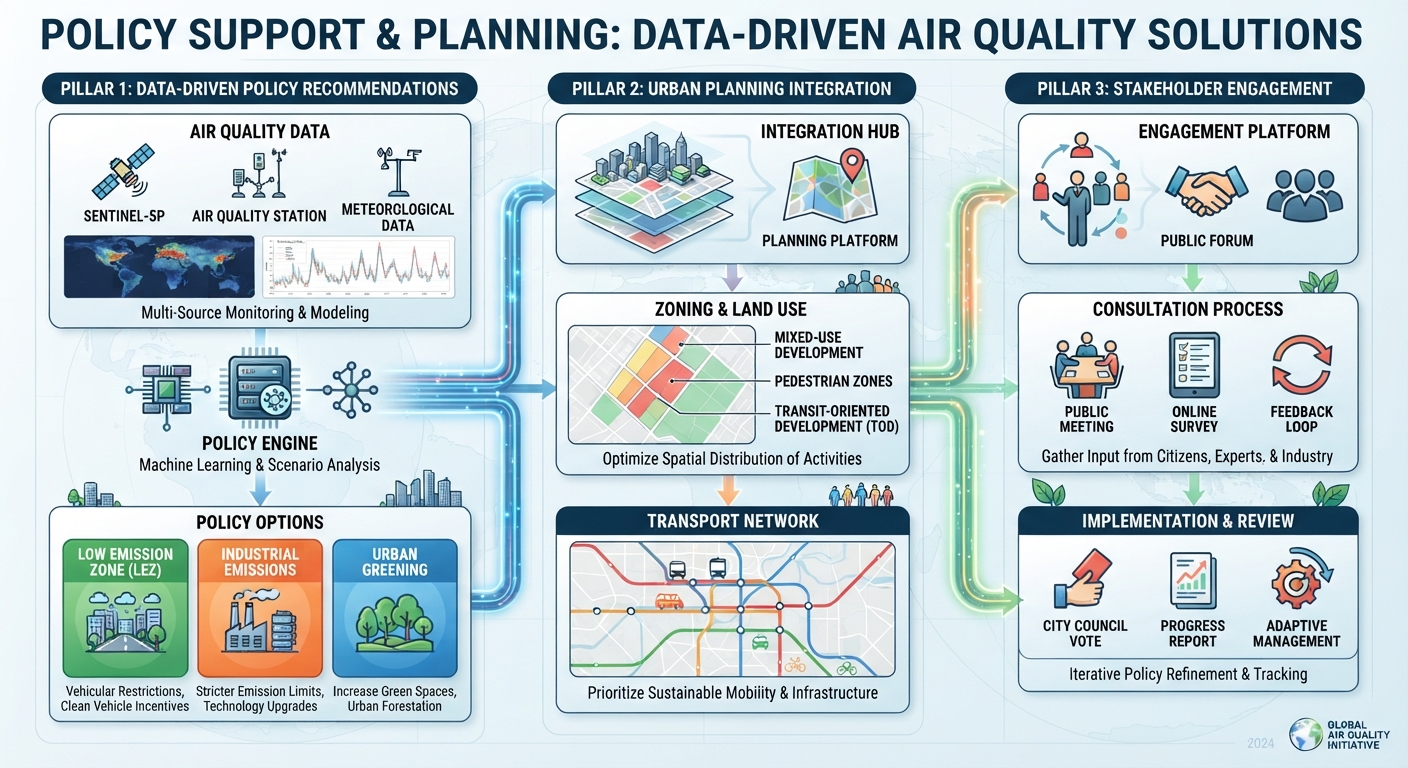 POLICY SUPPORT & PLANNING: DATA-DRIVEN AIR QUALITY SOLUTIONS
PILLAR 1: DATA-DRIVEN POLICY RECOMMENDATIONS
AIR QUALITY DATA
SENTINEL-SP
AIR QUALITY STATION
METEORGLOGICAL
DATA
Multi-Source Monitoring & Modeling
POLICY ENGINE
Machine Learning & Scenario Analysis
POLICY OPTIONS
LOW EMISSION
ZONE (LEZ)
Vehicular Restrictions,
Clean Vehicle Incentives
INDUSTRIAL
EMISSIONS
Stricter Emission Limits,
Technology Upgrades
URBAN
GREENING
Increase Green Spaces,
Urban Forestation
PILLAR 2: URBAN PLANNING INTEGRATION
INTEGRATION HUB
PLANNING PLATFORM
ZONING & LAND USE
MIXED-USE
DEVELOPMENT
PEDESTRIAN ZONES
TRANSIT-ORIENTED
DEVELOPMENT (TOD)
Optimize Spatial Distribution of Activities
TRANSPORT NETWORK
Prioritize Sustainable Mobility & Infrastructure
PILLAR 3: STAKEHOLDER ENGAGEMENT
ENGAGEMENT PLATFORM
PUBLIC FORUM
CONSULTATION PROCESS
PUBLIC
MEETING
ONLINE
SURVEY
FEEDBACK
LOOP
Gather Input from Citizens, Experts, & Industry
IMPLEMENTATION & REVIEW
CITY COUNCIL
VOTE
PROGRESS
REPORT
ADAPTIVE
MANAGEMENT
Iterative Policy Refinement & Tracking
2024
GLOBAL
AIR QUALITY
INITIATIVE